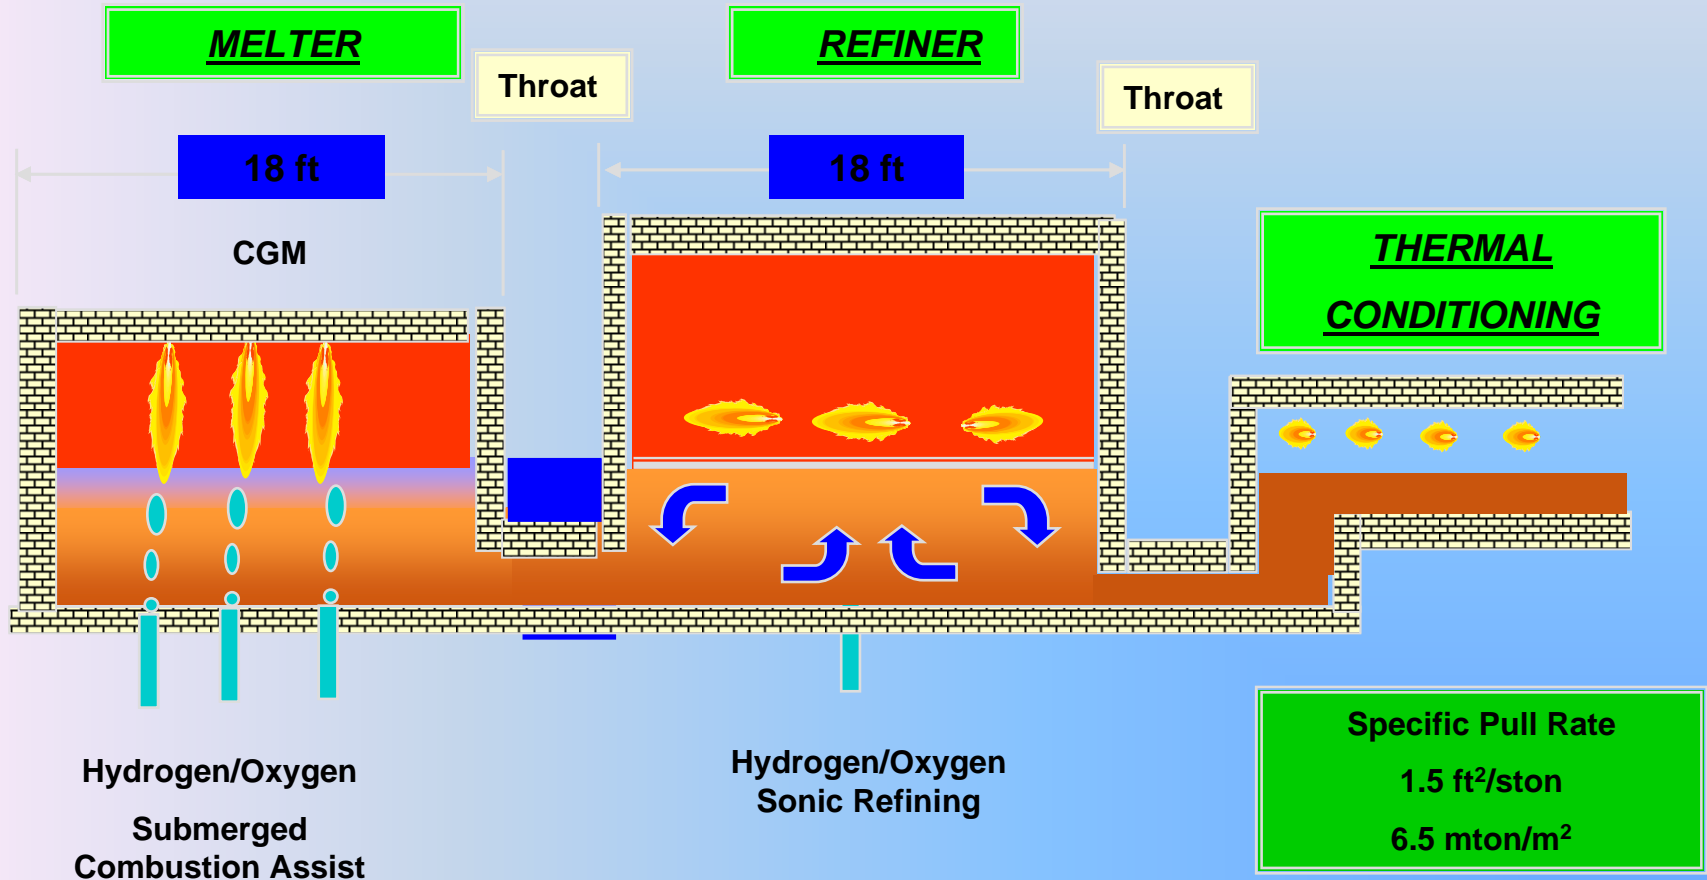 MELTER
REFINER
Throat
Throat
18 ft
18 ft
CGM
THERMAL
CONDITIONING
Hydrogen/Oxygen
Submerged
Combustion Assist
Hydrogen/Oxygen
Sonic Refining
Specific Pull Rate
1.5 ft²/ston
6.5 mton/m²